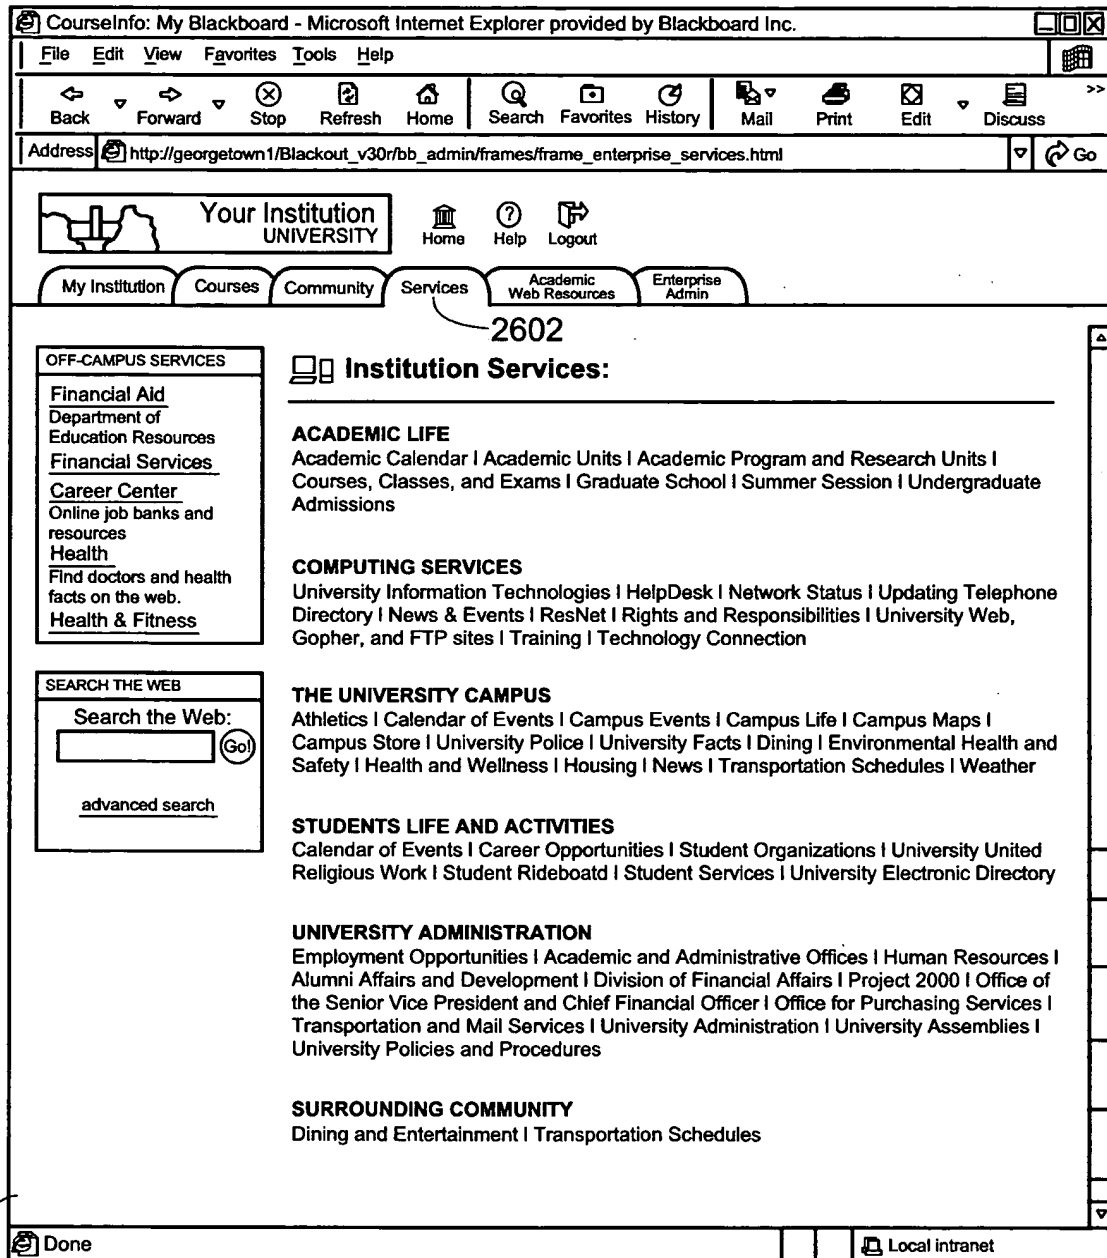 CourseInfo: My Blackboard - Microsoft Internet Explorer provided by Blackboard Inc.
File Edit View Favorites Tools Help
Back Forward Stop Refresh Home Search Favorites History Mail Print Edit Discuss >>
Address http://georgetown1/Blackout_v30r/bb_admin/frames/frame_enterprise_services.html Go
Your Institution
UNIVERSITY
Home Help Logout
My Institution Courses Community Services Academic Web Resources Enterprise Admin
2602
OFF-CAMPUS SERVICES
Financial Aid
Department of
Education Resources
Financial Services
Career Center
Online job banks and
resources
Health
Find doctors and health
facts on the web.
Health & Fitness
SEARCH THE WEB
Search the Web:
Go!
advanced search
Institution Services:
ACADEMIC LIFE
Academic Calendar I Academic Units I Academic Program and Research Units I
Courses, Classes, and Exams I Graduate School I Summer Session I Undergraduate
Admissions
COMPUTING SERVICES
University Information Technologies I HelpDesk I Network Status I Updating Telephone
Directory I News & Events I ResNet I Rights and Responsibilities I University Web,
Gopher, and FTP sites I Training I Technology Connection
THE UNIVERSITY CAMPUS
Athletics I Calendar of Events I Campus Events I Campus Life I Campus Maps I
Campus Store I University Police I University Facts I Dining I Environmental Health and
Safety I Health and Wellness I Housing I News I Transportation Schedules I Weather
STUDENTS LIFE AND ACTIVITIES
Calendar of Events I Career Opportunities I Student Organizations I University United
Religious Work I Student Rideboatd I Student Services I University Electronic Directory
UNIVERSITY ADMINISTRATION
Employment Opportunities I Academic and Administrative Offices I Human Resources I
Alumni Affairs and Development I Division of Financial Affairs I Project 2000 I Office of
the Senior Vice President and Chief Financial Officer I Office for Purchasing Services I
Transportation and Mail Services I University Administration I University Assemblies I
University Policies and Procedures
SURROUNDING COMMUNITY
Dining and Entertainment I Transportation Schedules
Done Local intranet